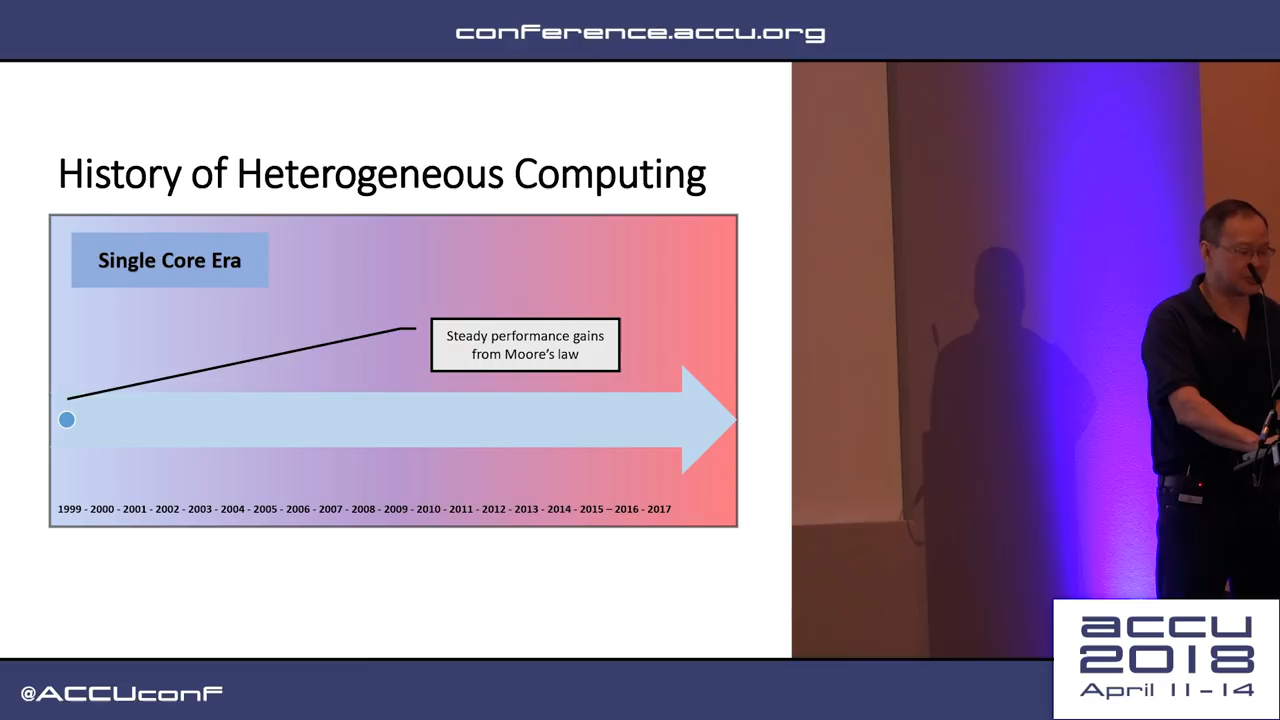 conference.accu.org
History of Heterogeneous Computing
Single Core Era
Steady performance gains
from Moore's law
1999 - 2000 - 2001 - 2002 - 2003 - 2004 - 2005 - 2006 - 2007 - 2008 - 2009 - 2010 - 2011 - 2012 - 2013 - 2014 - 2015 – 2016 - 2017
accu
2018
April 11-14
@ACCUconf